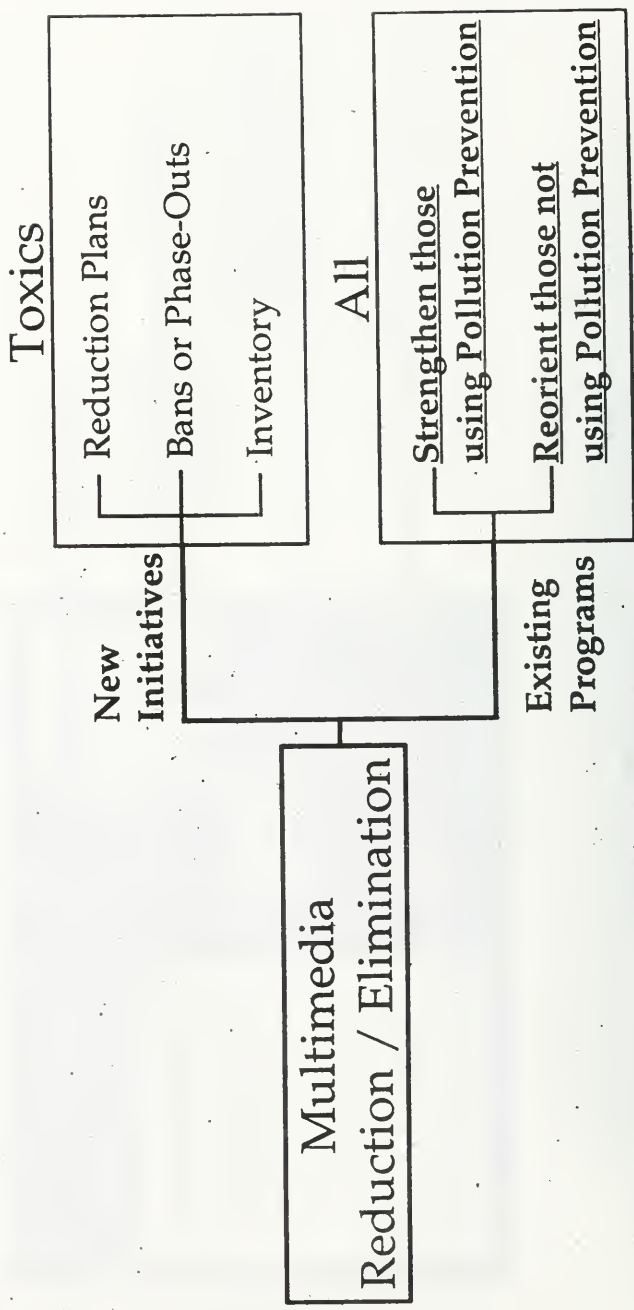 Multimedia
Reduction / Elimination
New
Initiatives
Toxics
Reduction Plans
Bans or Phase-Outs
Inventory
Existing
Programs
All
Strengthen those
using Pollution Prevention
Reorient those not
using Pollution Prevention